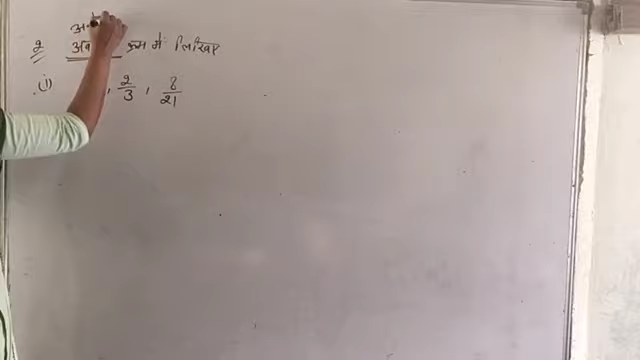 2 अव क्रम में लिखिए
(i) , 2/3 , 8/21